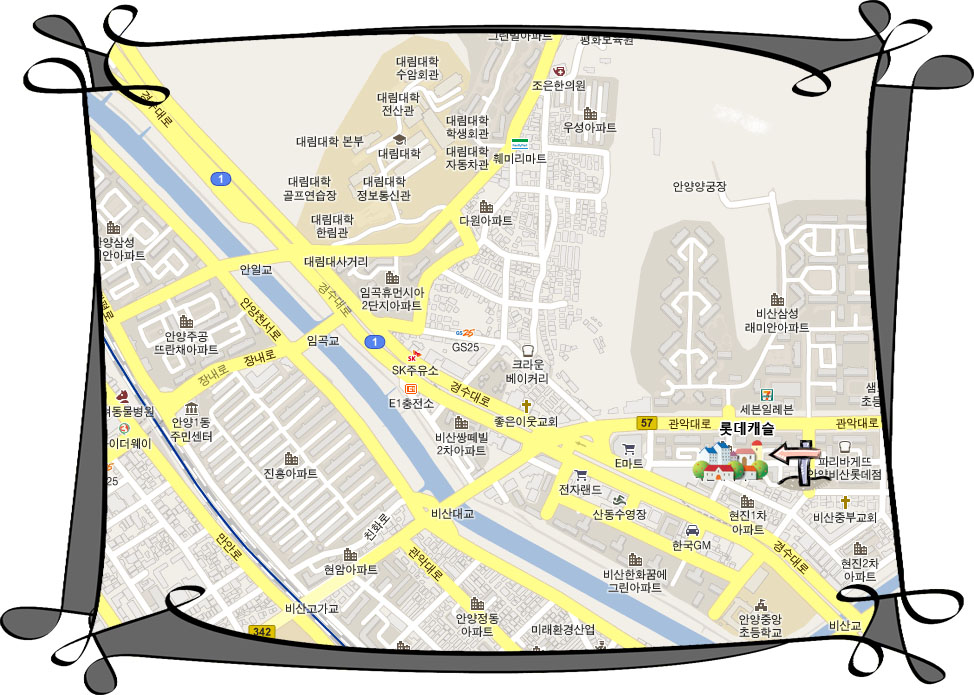 그린빌아파트
평화보육원
대림대학
수암회관
조은한의원
경수대로
대림대학
전산관
대림대학
학생회관
우성아파트
대림대학 본부
대림대학
대림대학
자동차관
훼미리마트
1
대림대학
골프연습장
대림대학
정보통신관
안양양궁장
대림대학
한림관
다원아파트
안양삼성
안아파트
안일교
대림대사거리
경수대로
임곡휴먼시아
2단지아파트
비산삼성
래미안아파트
안양천서로
안양주공
뜨란채아파트
임곡교
1
GS25
GS25
장내로
장내로
SK
SK주유소
크라운
베이커리
경수대로
E1충전소
동물병원
안양1동
주민센터
좋은이웃교회
세븐일레븐
샘
초등
57
관악대로
관악대로
롯데캐슬
이더웨이
비산쌍떼빌
2차아파트
E마트
파리바게뜨
안양비산롯데점
진흥아파트
25
전자랜드
친화로
비산대교
산동수영장
현진1차
아파트
비산중부교회
만안로
한국GM
관악대로
경수대로
현진2차
아파트
현암아파트
비산한화꿈에
그린아파트
비산고가교
안양정동
아파트
미래환경산업
안양중앙
초등학교
비산교
342